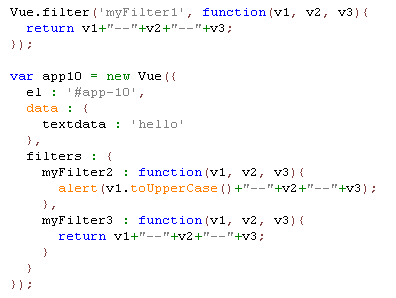 Vue.filter('myFilter1', function(v1, v2, v3){
  return v1+"--"+v2+"--"+v3;
});

var app10 = new Vue({
  el : '#app-10',
  data : {
    textdata : 'hello'
  },
  filters : {
    myFilter2 : function(v1, v2, v3){
      alert(v1.toUpperCase()+"--"+v2+"--"+v3);
    },
    myFilter3 : function(v1, v2, v3){
      return v1+"--"+v2+"--"+v3;
    }
  }
});